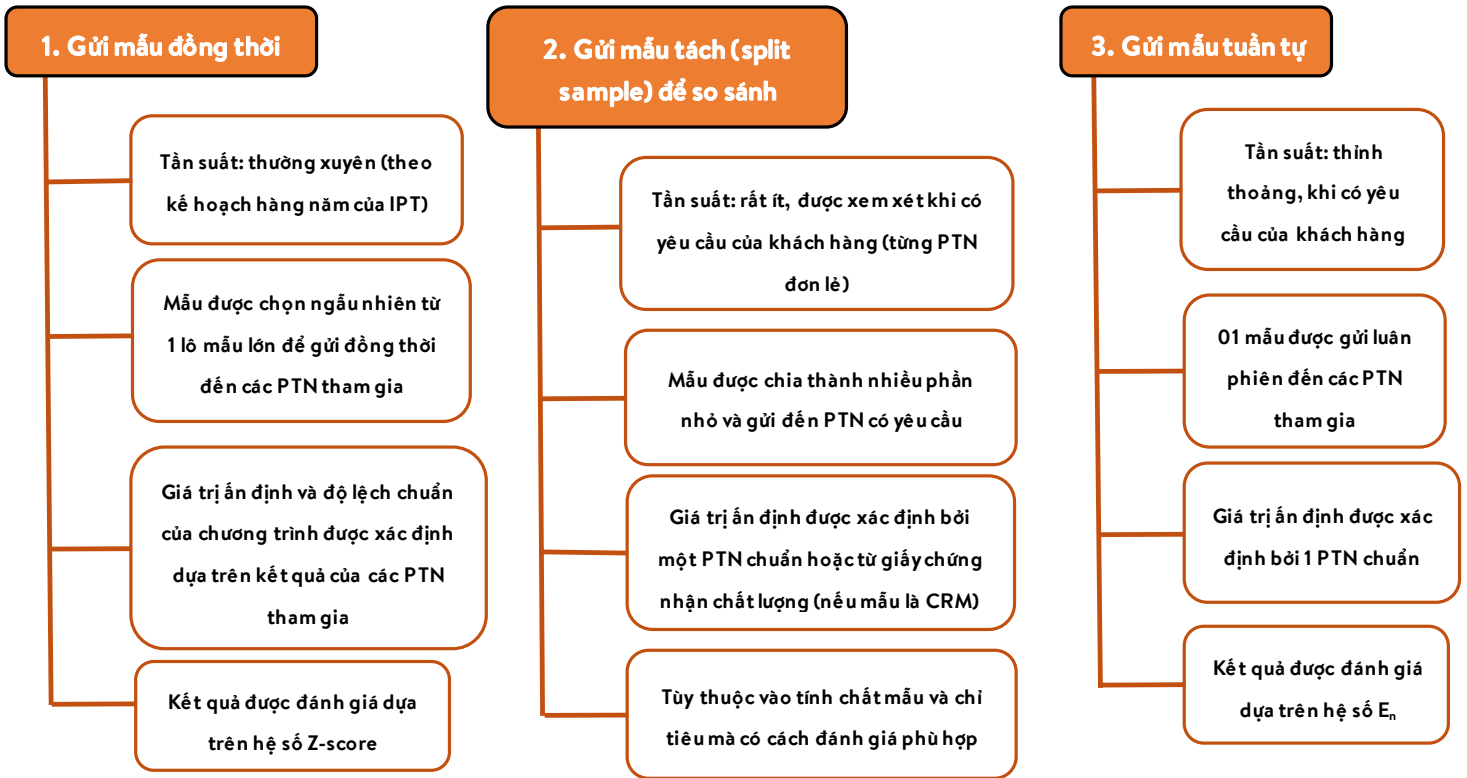 1. Gửi mẫu đồng thời
Tần suất: thường xuyên (theo
kế hoạch hàng năm của IPT)
Mẫu được chọn ngẫu nhiên từ
1 lô mẫu lớn để gửi đồng thời
đến các PTN tham gia
Giá trị ấn định và độ lệch chuẩn
của chương trình được xác định
dựa trên kết quả của các PTN
tham gia
Kết quả được đánh giá dựa
trên hệ số Z-score
2. Gửi mẫu tách (split
sample) để so sánh
Tần suất: rất ít, được xem xét khi có
yêu cầu của khách hàng (từng PTN
đơn lẻ)
Mẫu được chia thành nhiều phần
nhỏ và gửi đến PTN có yêu cầu
Giá trị ấn định được xác định bởi
một PTN chuẩn hoặc từ giấy chứng
nhận chất lượng (nếu mẫu là CRM)
Tùy thuộc vào tính chất mẫu và chỉ
tiêu mà có cách đánh giá phù hợp
3. Gửi mẫu tuần tự
Tần suất: thỉnh
thoảng, khi có yêu
cầu của khách hàng
01 mẫu được gửi luân
phiên đến các PTN
tham gia
Giá trị ấn định được xác
định bởi 1 PTN chuẩn
Kết quả được đánh giá
dựa trên hệ số Eₙ